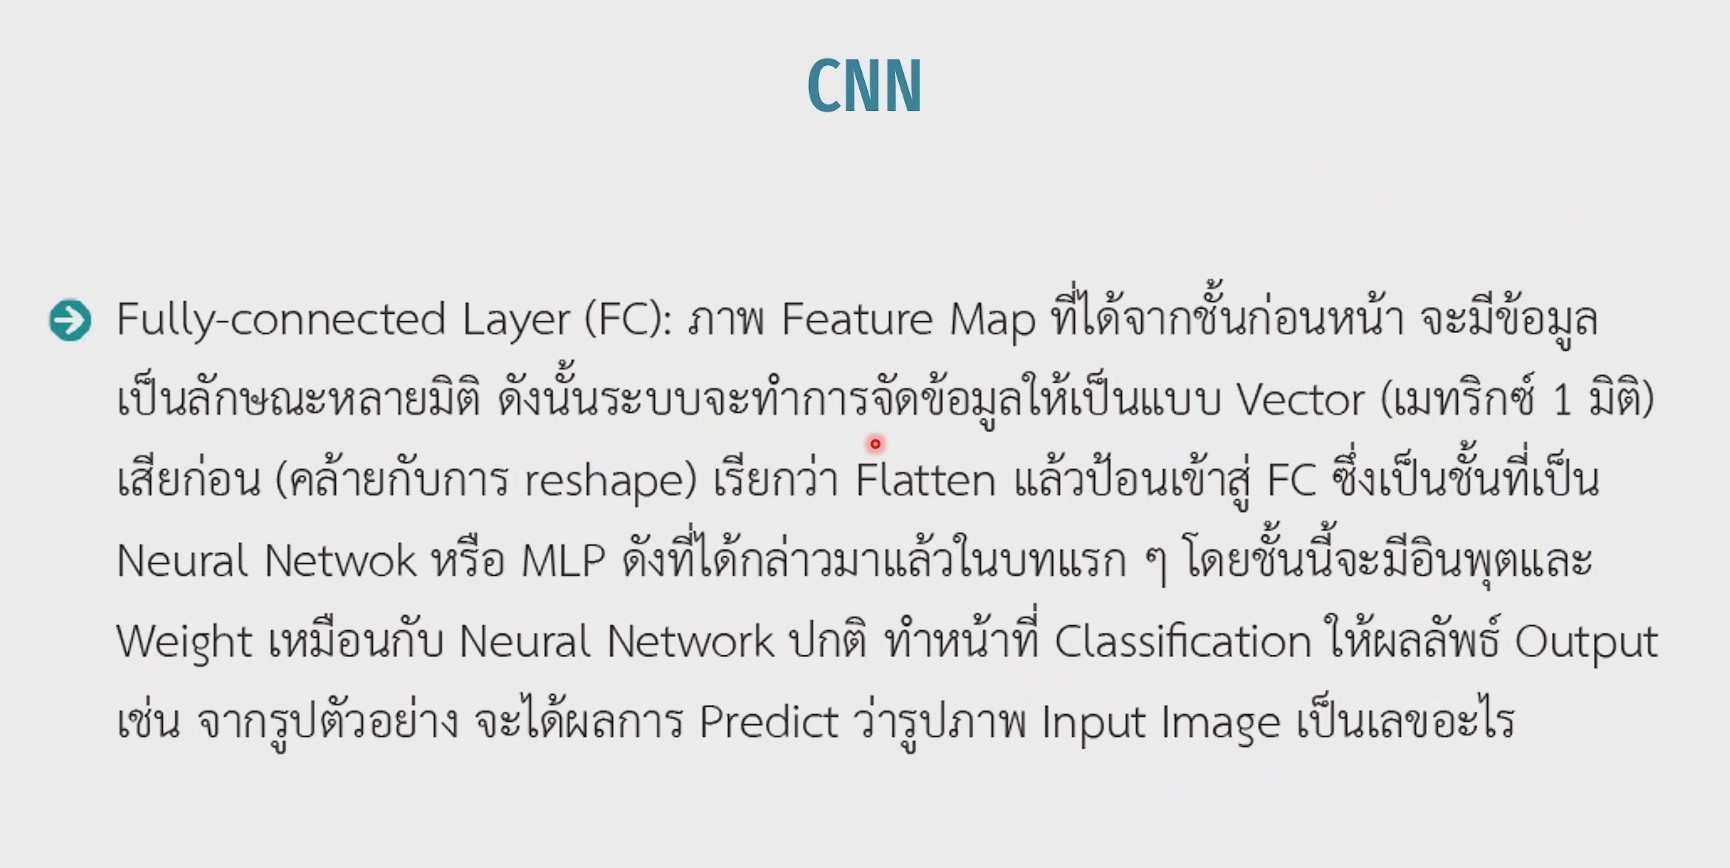 CNN
Fully-connected Layer (FC): ภาพ Feature Map ที่ได้จากชั้นก่อนหน้า จะมีข้อมูล
เป็นลักษณะหลายมิติ ดังนั้นระบบจะทำการจัดข้อมูลให้เป็นแบบ Vector (เมทริกซ์ 1 มิติ)
เสียก่อน (คล้ายกับการ reshape) เรียกว่า Flatten แล้วป้อนเข้าสู่ FC ซึ่งเป็นชั้นที่เป็น
Neural Netwok หรือ MLP ดังที่ได้กล่าวมาแล้วในบทแรก ๆ โดยชั้นนี้จะมีอินพุตและ
Weight เหมือนกับ Neural Network ปกติ ทำหน้าที่ Classification ให้ผลลัพธ์ Output
เช่น จากรูปตัวอย่าง จะได้ผลการ Predict ว่ารูปภาพ Input Image เป็นเลขอะไร